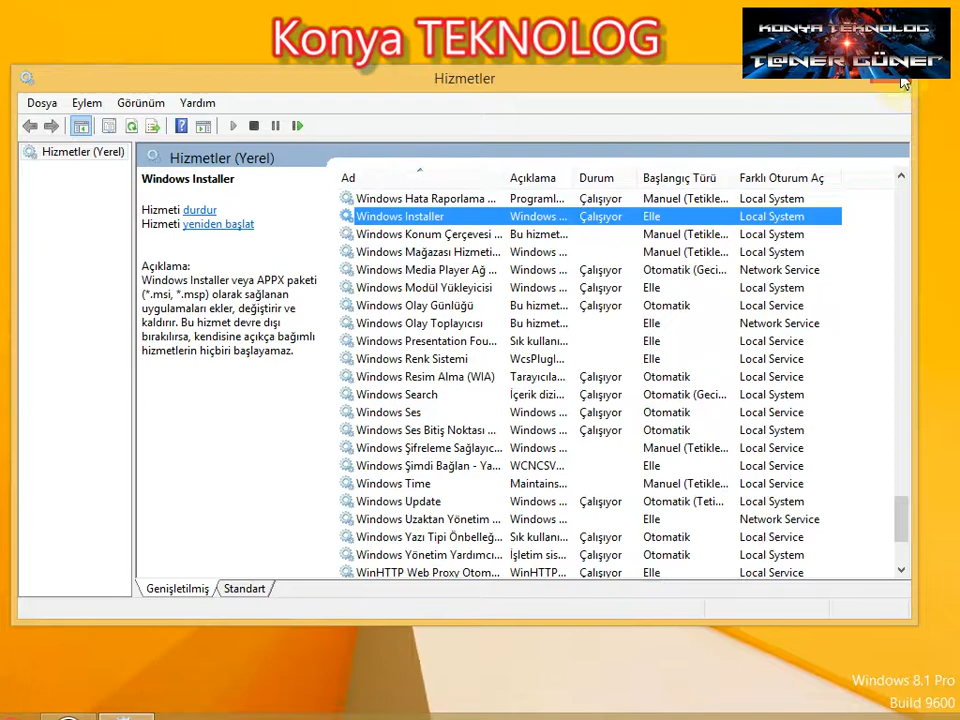 Konya TEKNOLOG
KONYA TEKNOLOG
T@NER GÜNER
Hizmetler
Dosya Eylem Görünüm Yardım
Hizmetler (Yerel)
Hizmetler (Yerel)
Windows Installer
Hizmeti durdur
Hizmeti yeniden başlat
Açıklama:
Windows Installer veya APPX paketi
(*.msi, *.msp) olarak sağlanan
uygulamaları ekler, değiştirir ve
kaldırır. Bu hizmet devre dışı
bırakılırsa, kendisine açıkça bağımlı
hizmetlerin hiçbiri başlayamaz.
Ad Açıklama Durum Başlangıç Türü Farklı Oturum Aç
Windows Hata Raporlama ... Programl... Çalışıyor Manuel (Tetikle... Local System
Windows Installer Windows ... Çalışıyor Elle Local System
Windows Konum Çerçevesi ... Bu hizmet... Manuel (Tetikle... Local System
Windows Mağazası Hizmeti... Windows ... Manuel (Tetikle... Local System
Windows Media Player Ağ ... Windows ... Çalışıyor Otomatik (Geci... Network Service
Windows Modül Yükleyicisi Windows ... Çalışıyor Elle Local System
Windows Olay Günlüğü Bu hizmet... Çalışıyor Otomatik Local Service
Windows Olay Toplayıcısı Bu hizmet... Elle Network Service
Windows Presentation Fou... Sık kullanı... Elle Local Service
Windows Renk Sistemi WcsPlugI... Elle Local Service
Windows Resim Alma (WIA) Tarayıcıla... Çalışıyor Otomatik Local Service
Windows Search İçerik dizi... Çalışıyor Otomatik (Geci... Local System
Windows Ses Windows ... Çalışıyor Otomatik Local Service
Windows Ses Bitiş Noktası ... Windows ... Çalışıyor Otomatik Local System
Windows Şifreleme Sağlayıc... Windows ... Manuel (Tetikle... Local Service
Windows Şimdi Bağlan - Ya... WCNCSV... Elle Local Service
Windows Time Maintains... Manuel (Tetikle... Local Service
Windows Update Windows ... Çalışıyor Otomatik (Teti... Local System
Windows Uzaktan Yönetim ... Windows ... Elle Network Service
Windows Yazı Tipi Önbelleğ... Sık kullanı... Çalışıyor Otomatik Local Service
Windows Yönetim Yardımcı... İşletim sis... Çalışıyor Otomatik Local System
WinHTTP Web Proxy Otom... WinHTTP... Çalışıyor Elle Local Service
Genişletilmiş Standart
Windows 8.1 Pro
Build 9600